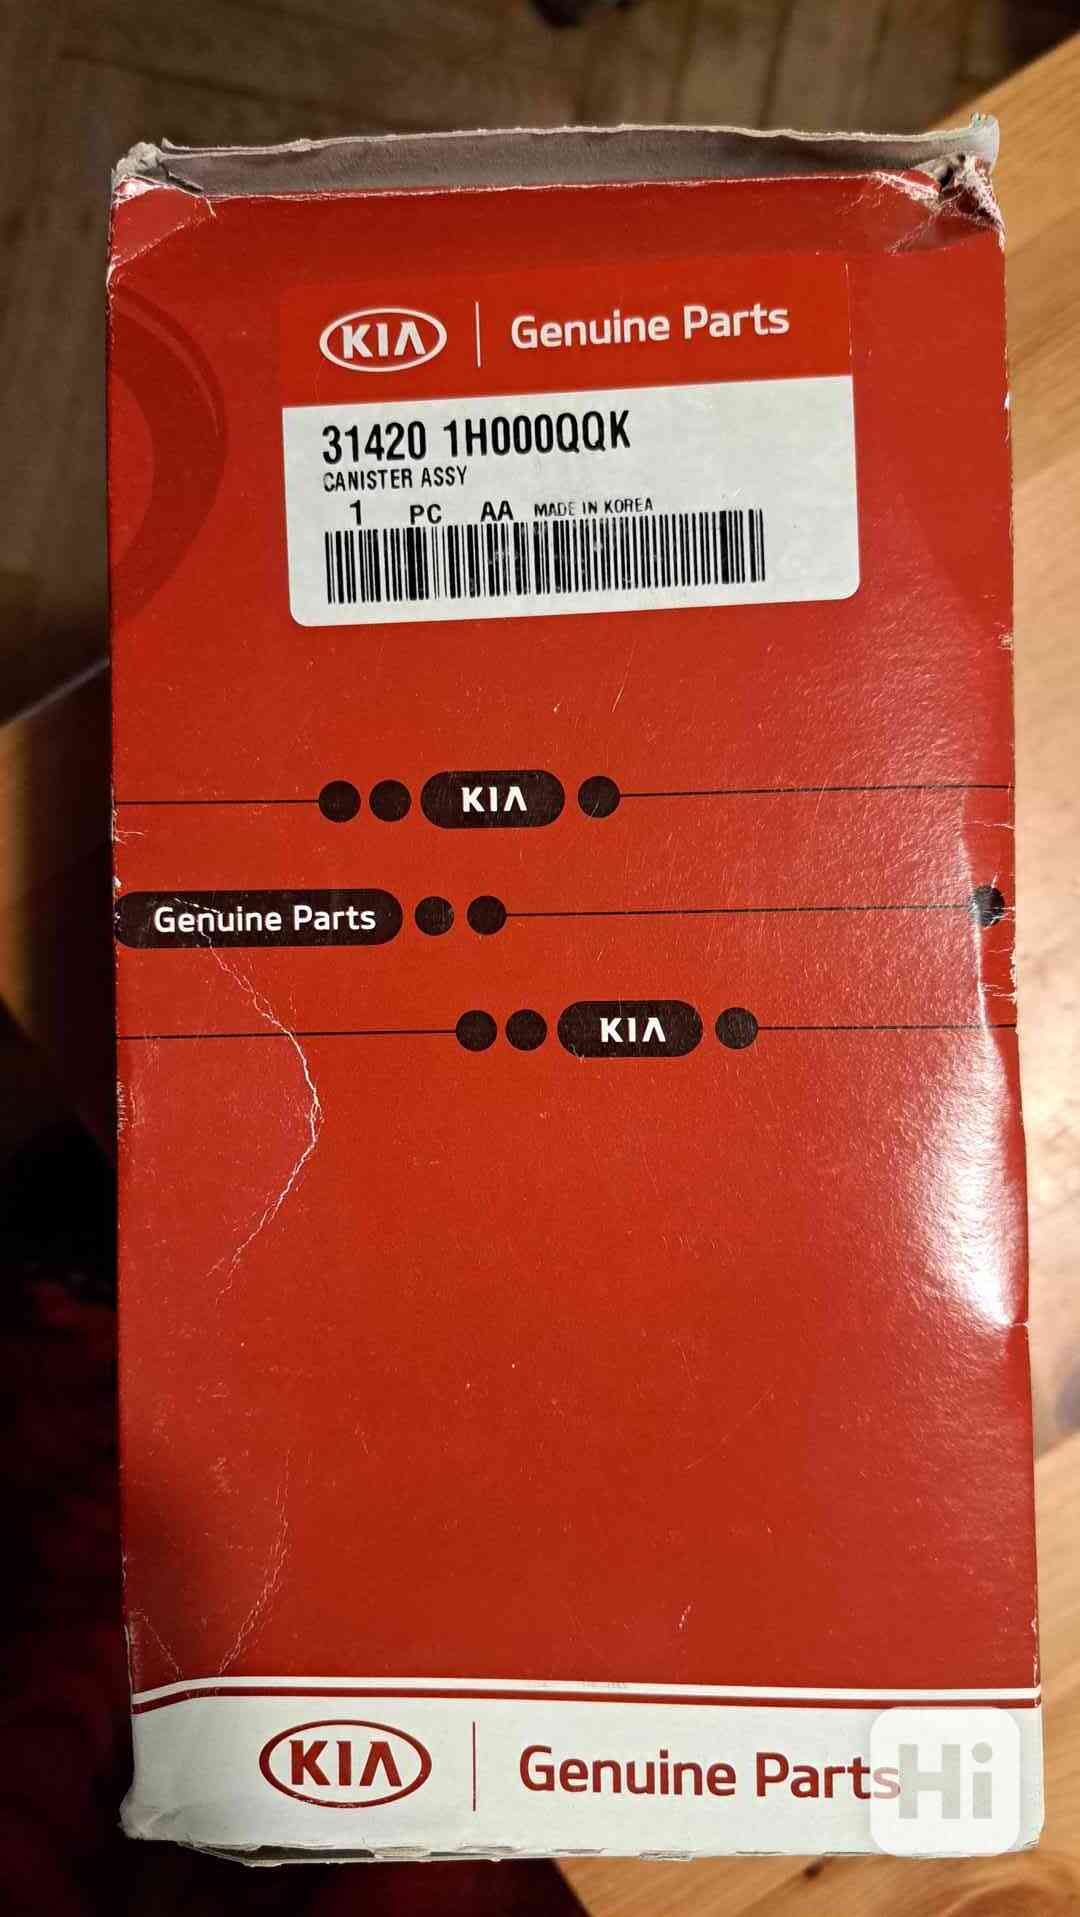 KIA Genuine Parts
31420 1H000QQK
CANISTER ASSY
1 PC AA MADE IN KOREA
KIA
Genuine Parts
KIA
KIA Genuine Parts
Hi